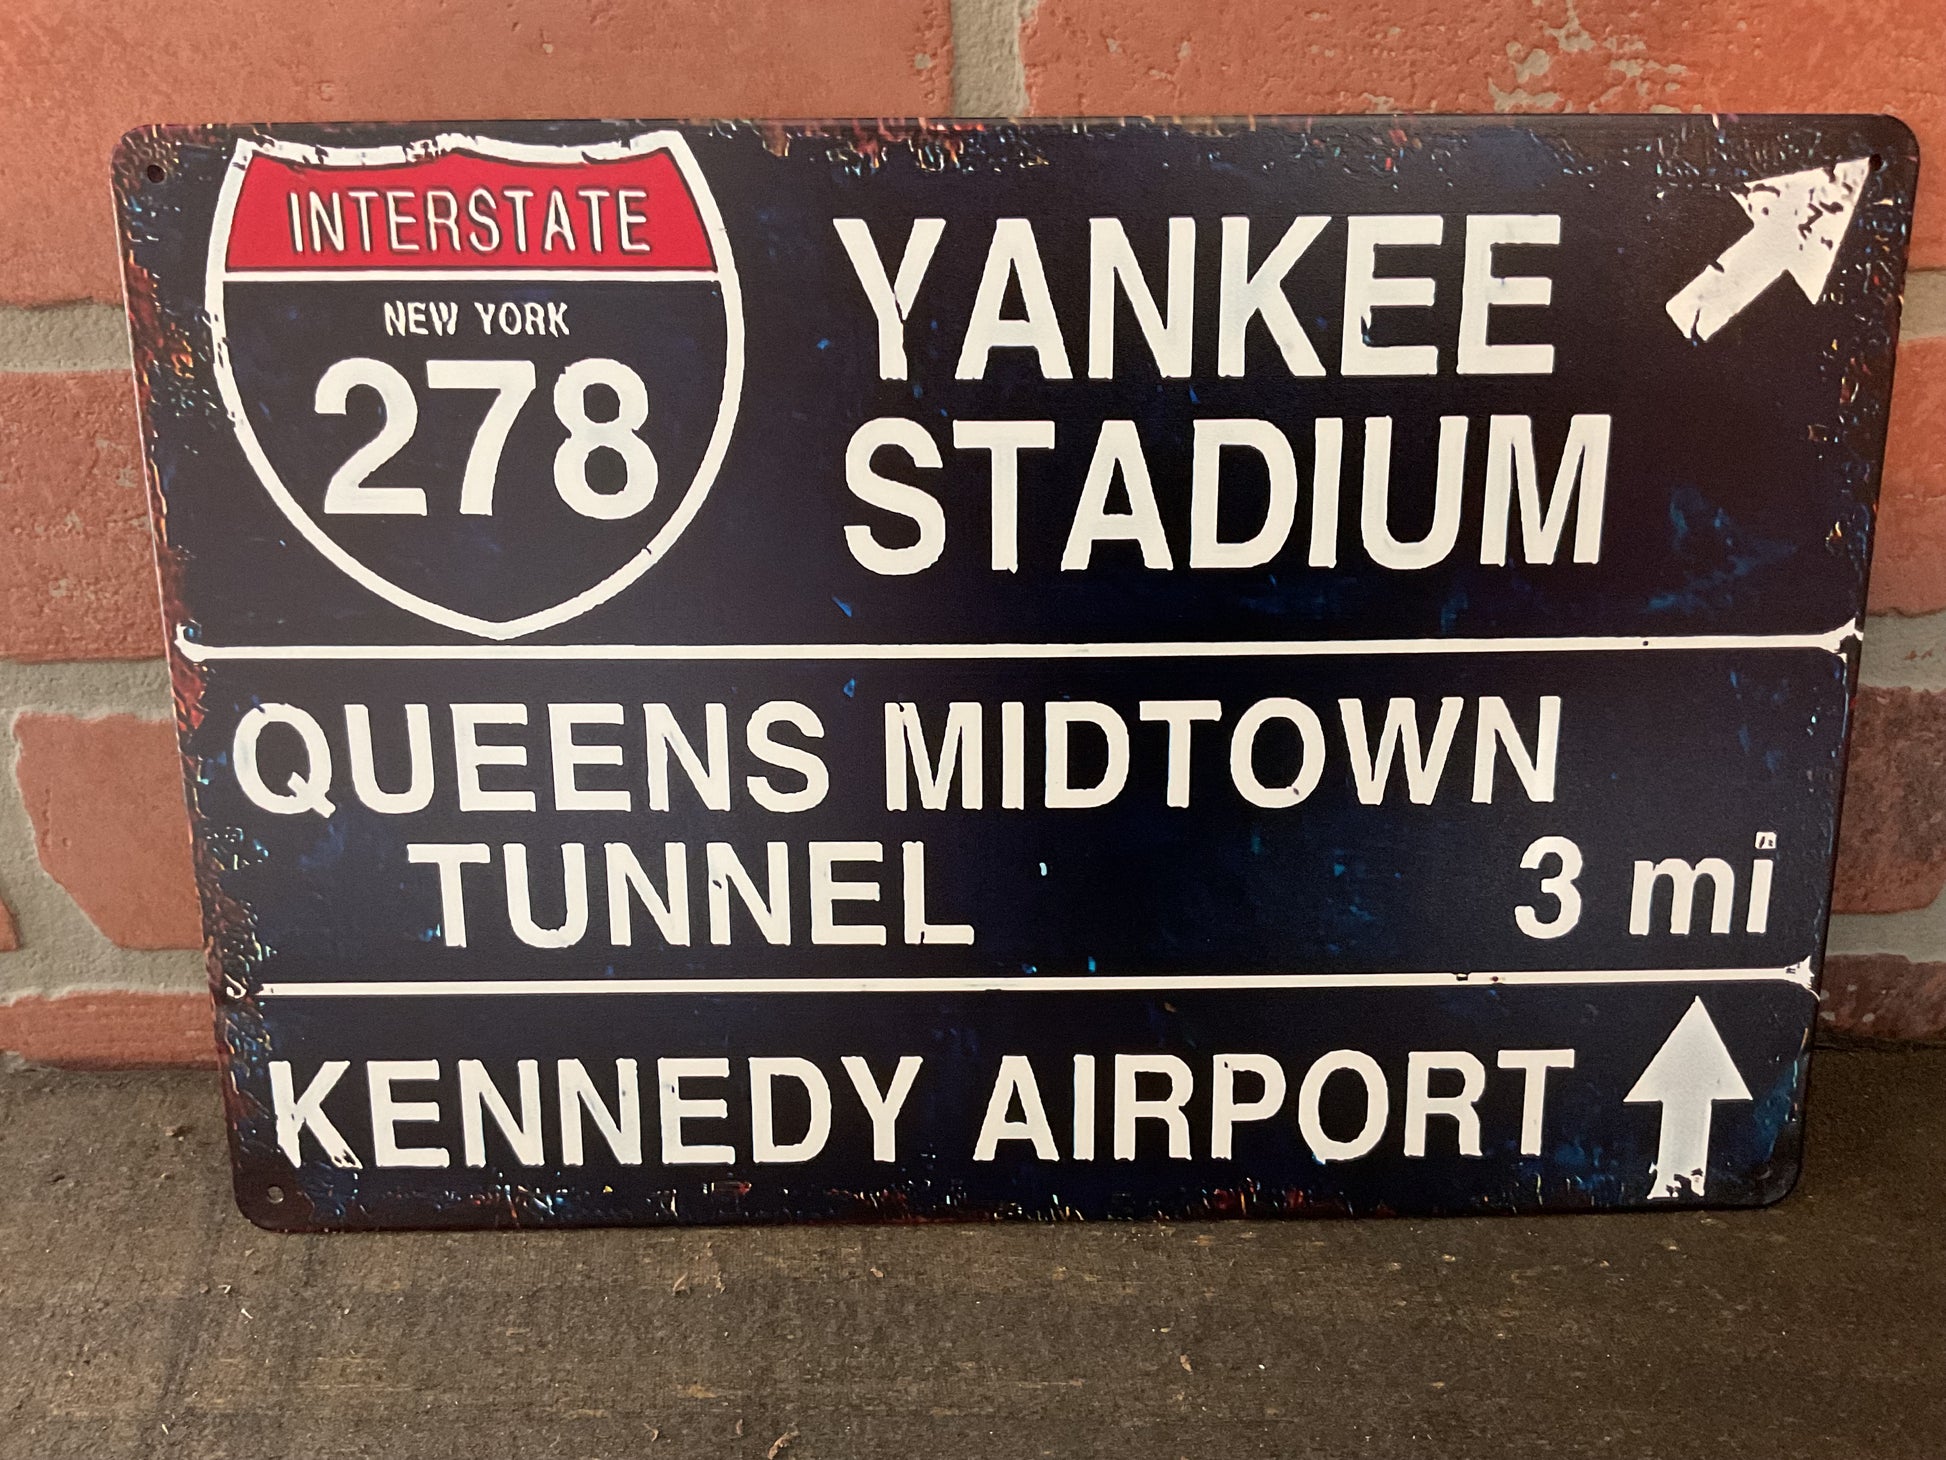 INTERSTATE
NEW YORK
278
YANKEE
STADIUM
QUEENS MIDTOWN
TUNNEL 3 mi
KENNEDY AIRPORT